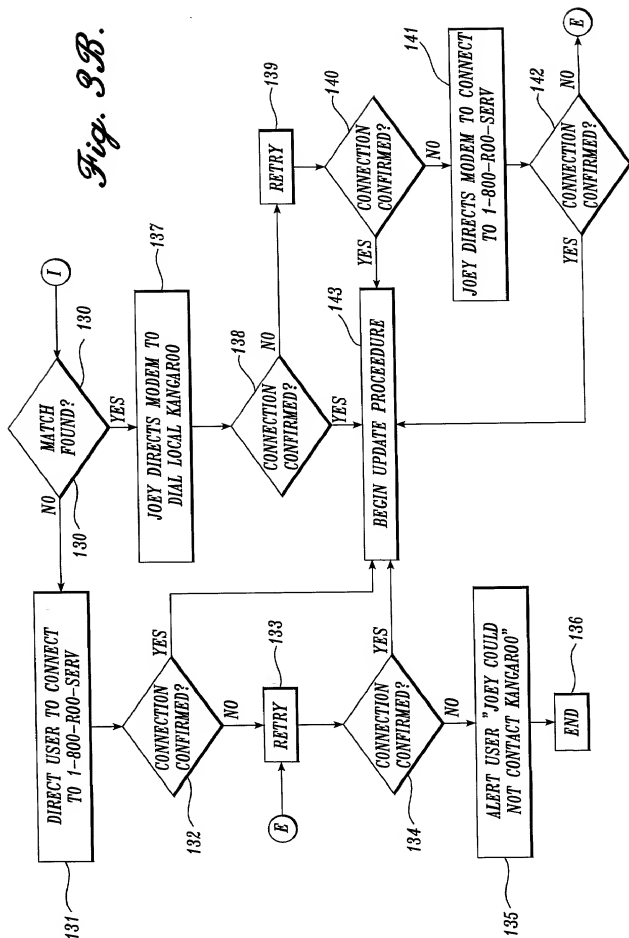 Fig. 3B.
I
130
MATCH
FOUND?
NO
YES
130
DIRECT USER TO CONNECT
TO 1-800-ROO-SERV
131
CONNECTION
CONFIRMED?
132
YES
NO
E
RETRY
133
CONNECTION
CONFIRMED?
134
YES
NO
ALERT USER "JOEY COULD
NOT CONTACT KANGAROO"
135
END
136
JOEY DIRECTS MODEM TO
DIAL LOCAL KANGAROO
137
CONNECTION
CONFIRMED?
138
NO
YES
BEGIN UPDATE PROCEEDURE
143
RETRY
139
CONNECTION
CONFIRMED?
140
YES
NO
JOEY DIRECTS MODEM TO CONNECT
TO 1-800-ROO-SERV
141
CONNECTION
CONFIRMED?
142
YES
NO
E